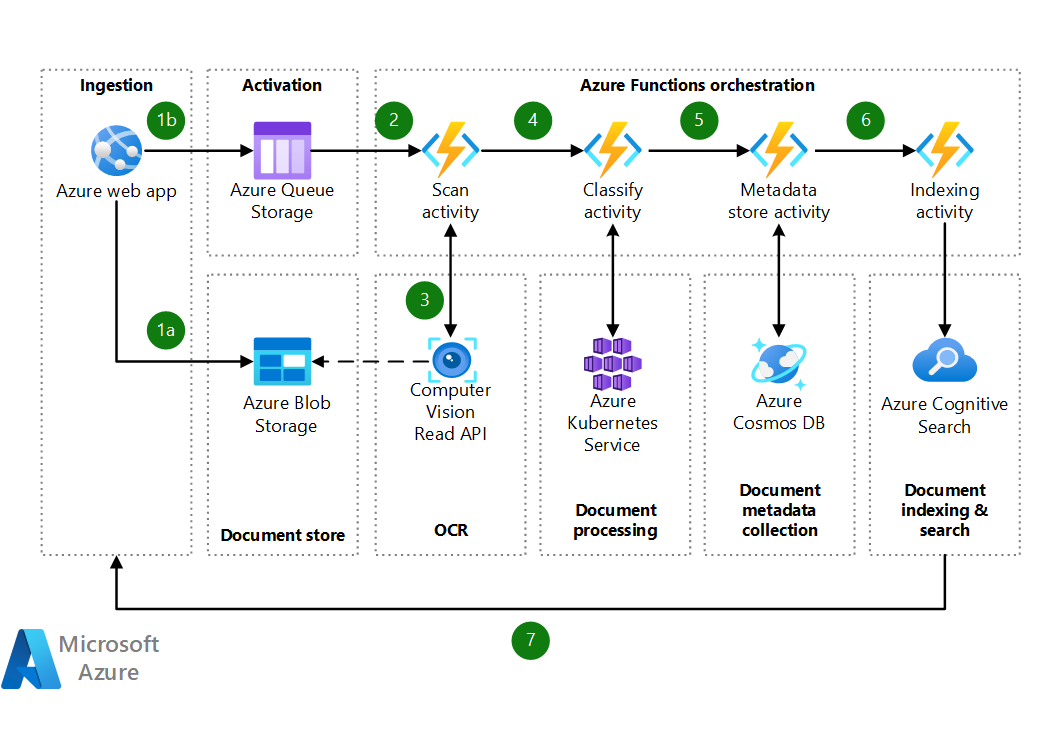 Ingestion
Activation
Azure Functions orchestration
1b
2
4
5
6
Azure web app
Azure Queue
Storage
Scan
activity
Classify
activity
Metadata
store activity
Indexing
activity
3
1a
Azure Blob
Storage
Computer
Vision
Read API
Azure
Kubernetes
Service
Azure
Cosmos DB
Azure Cognitive
Search
Document store
OCR
Document
processing
Document
metadata
collection
Document
indexing &
search
7
Microsoft
Azure